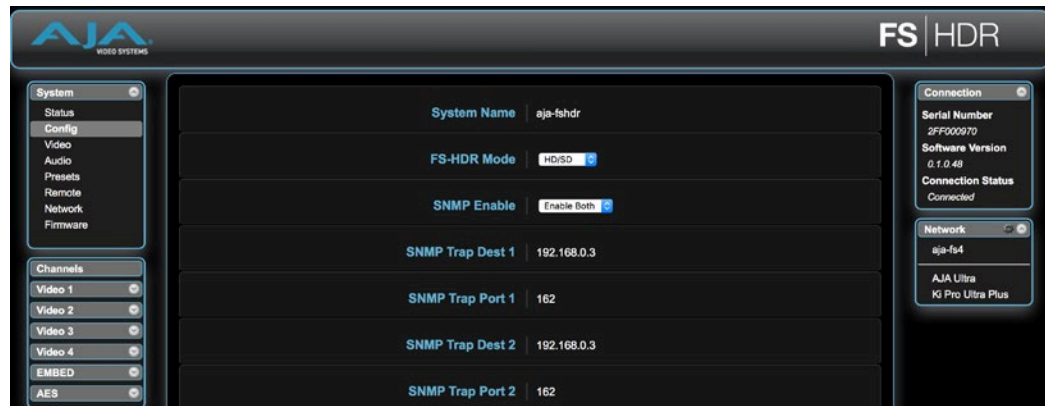 AJA
VIDEO SYSTEMS
FS HDR
System
Status
Config
Video
Audio
Presets
Remote
Network
Firmware
Channels
Video 1
Video 2
Video 3
Video 4
EMBED
AES
System Name aja-fshdr
FS-HDR Mode HD/SD
SNMP Enable Enable Both
SNMP Trap Dest 1 192.168.0.3
SNMP Trap Port 1 162
SNMP Trap Dest 2 192.168.0.3
SNMP Trap Port 2 162
Connection
Serial Number
2FF000970
Software Version
0.1.0.48
Connection Status
Connected
Network
aja-fs4
AJA Ultra
Ki Pro Ultra Plus